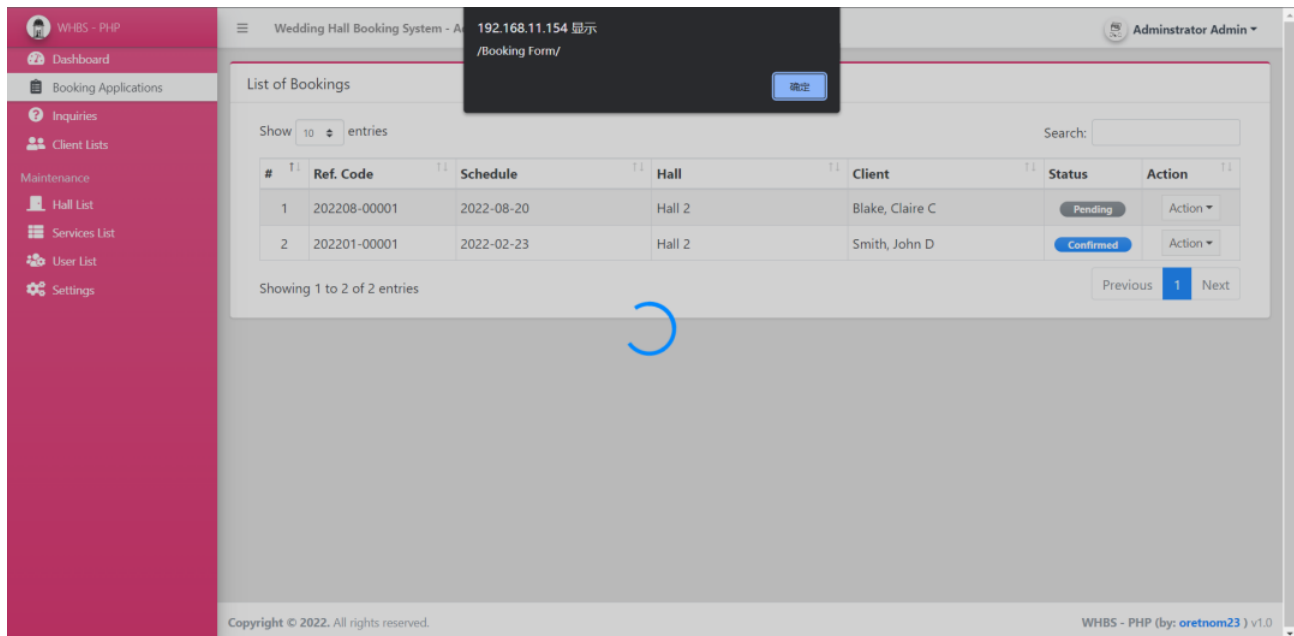 WHBS - PHP
Wedding Hall Booking System - A
192.168.11.154 显示
/Booking Form/
确定
Adminstrator Admin
Dashboard
Booking Applications
Inquiries
Client Lists
Maintenance
Hall List
Services List
User List
Settings
List of Bookings
Show 10 entries
Search:
# Ref. Code Schedule Hall Client Status Action
1 202208-00001 2022-08-20 Hall 2 Blake, Claire C Pending Action
2 202201-00001 2022-02-23 Hall 2 Smith, John D Confirmed Action
Showing 1 to 2 of 2 entries
Previous 1 Next
Copyright © 2022. All rights reserved.
WHBS - PHP (by: oretnom23 ) v1.0